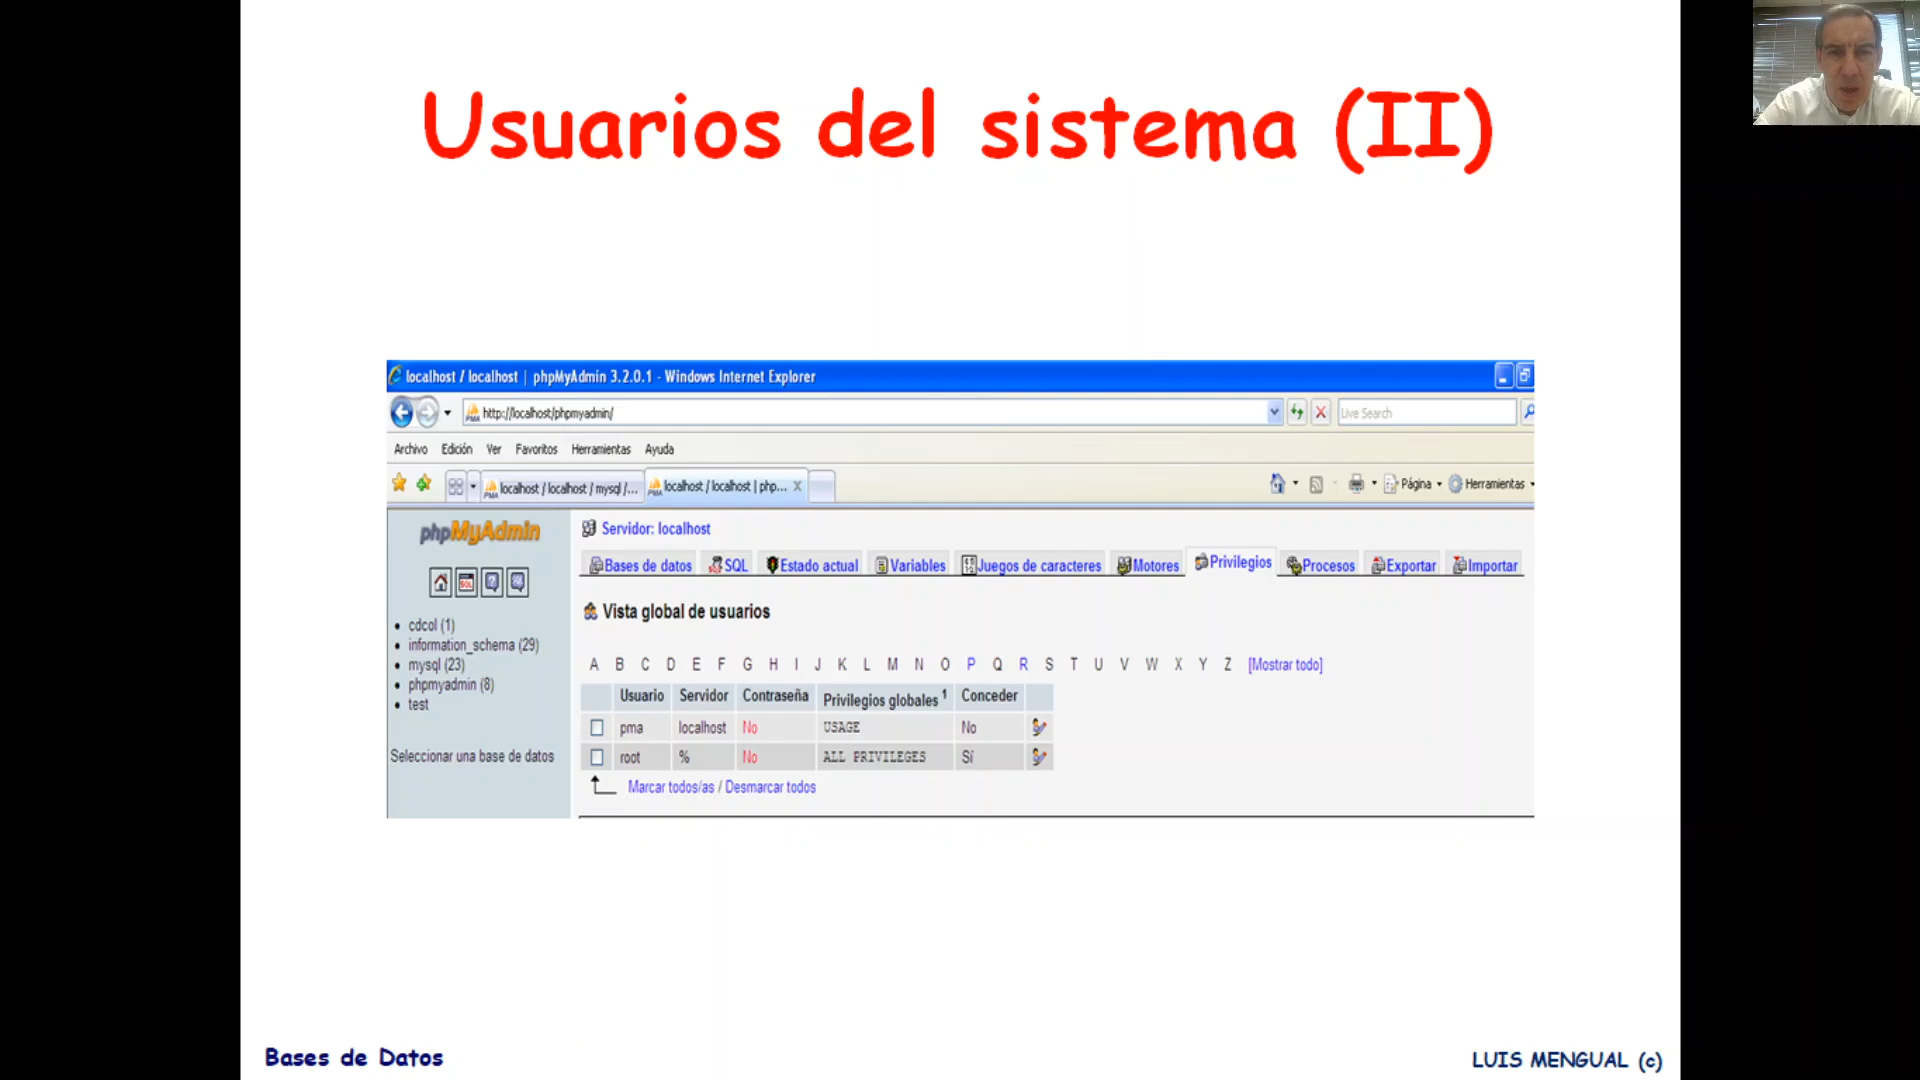 Usuarios del sistema (II)
localhost / localhost | phpMyAdmin 3.2.0.1 - Windows Internet Explorer
http://localhost/phpmyadmin/
Live Search
Archivo Edición Ver Favoritos Herramientas Ayuda
localhost / localhost / mysql /... localhost / localhost | php... Página Herramientas
phpMyAdmin
Servidor: localhost
Bases de datos SQL Estado actual Variables Juegos de caracteres Motores Privilegios Procesos Exportar Importar
cdcol (1)
information_schema (29)
mysql (23)
phpmyadmin (8)
test
Seleccionar una base de datos
Vista global de usuarios
A B C D E F G H I J K L M N O P Q R S T U V W X Y Z [Mostrar todo]
Usuario Servidor Contraseña Privilegios globales 1 Conceder
pma localhost No USAGE No
root % No ALL PRIVILEGES Sí
Marcar todos/as / Desmarcar todos
Bases de Datos
LUIS MENGUAL (c)